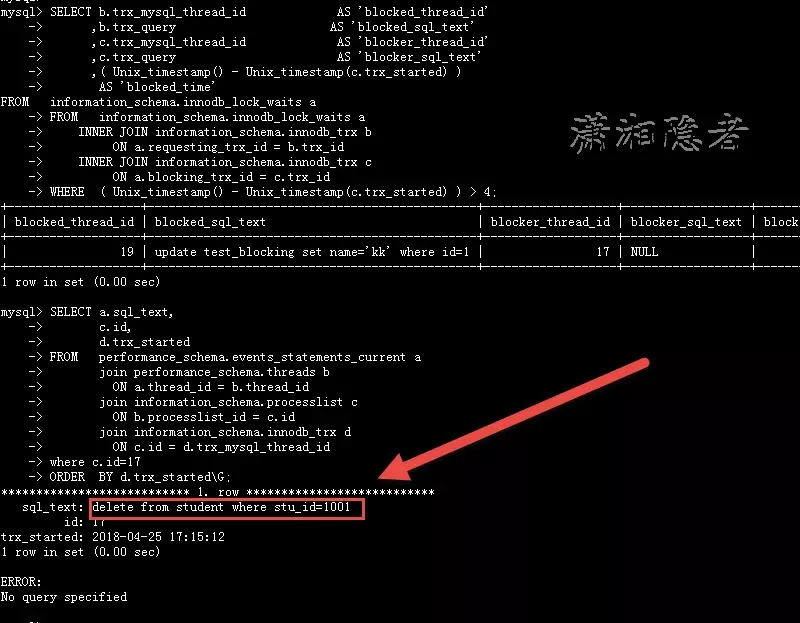 mysql>
mysql> SELECT b.trx_mysql_thread_id AS 'blocked_thread_id'
-> ,b.trx_query AS 'blocked_sql_text'
-> ,c.trx_mysql_thread_id AS 'blocker_thread_id'
-> ,c.trx_query AS 'blocker_sql_text'
-> ,( Unix_timestamp() - Unix_timestamp(c.trx_started) )
-> AS 'blocked_time'
FROM information_schema.innodb_lock_waits a
-> FROM information_schema.innodb_lock_waits a
-> INNER JOIN information_schema.innodb_trx b
-> ON a.requesting_trx_id = b.trx_id
-> INNER JOIN information_schema.innodb_trx c
-> ON a.blocking_trx_id = c.trx_id
-> WHERE ( Unix_timestamp() - Unix_timestamp(c.trx_started) ) > 4;
潇湘隐者
| blocked_thread_id | blocked_sql_text | blocker_thread_id | blocker_sql_text | block
| 19 | update test_blocking set name='kk' where id=1 | 17 | NULL |
1 row in set (0.00 sec)
mysql> SELECT a.sql_text,
-> c.id,
-> d.trx_started
-> FROM performance_schema.events_statements_current a
-> join performance_schema.threads b
-> ON a.thread_id = b.thread_id
-> join information_schema.processlist c
-> ON b.processlist_id = c.id
-> join information_schema.innodb_trx d
-> ON c.id = d.trx_mysql_thread_id
-> where c.id=17
-> ORDER BY d.trx_started\G;
*************************** 1. row ***************************
sql_text: delete from student where stu_id=1001
id: 17
trx_started: 2018-04-25 17:15:12
1 row in set (0.00 sec)
ERROR:
No query specified